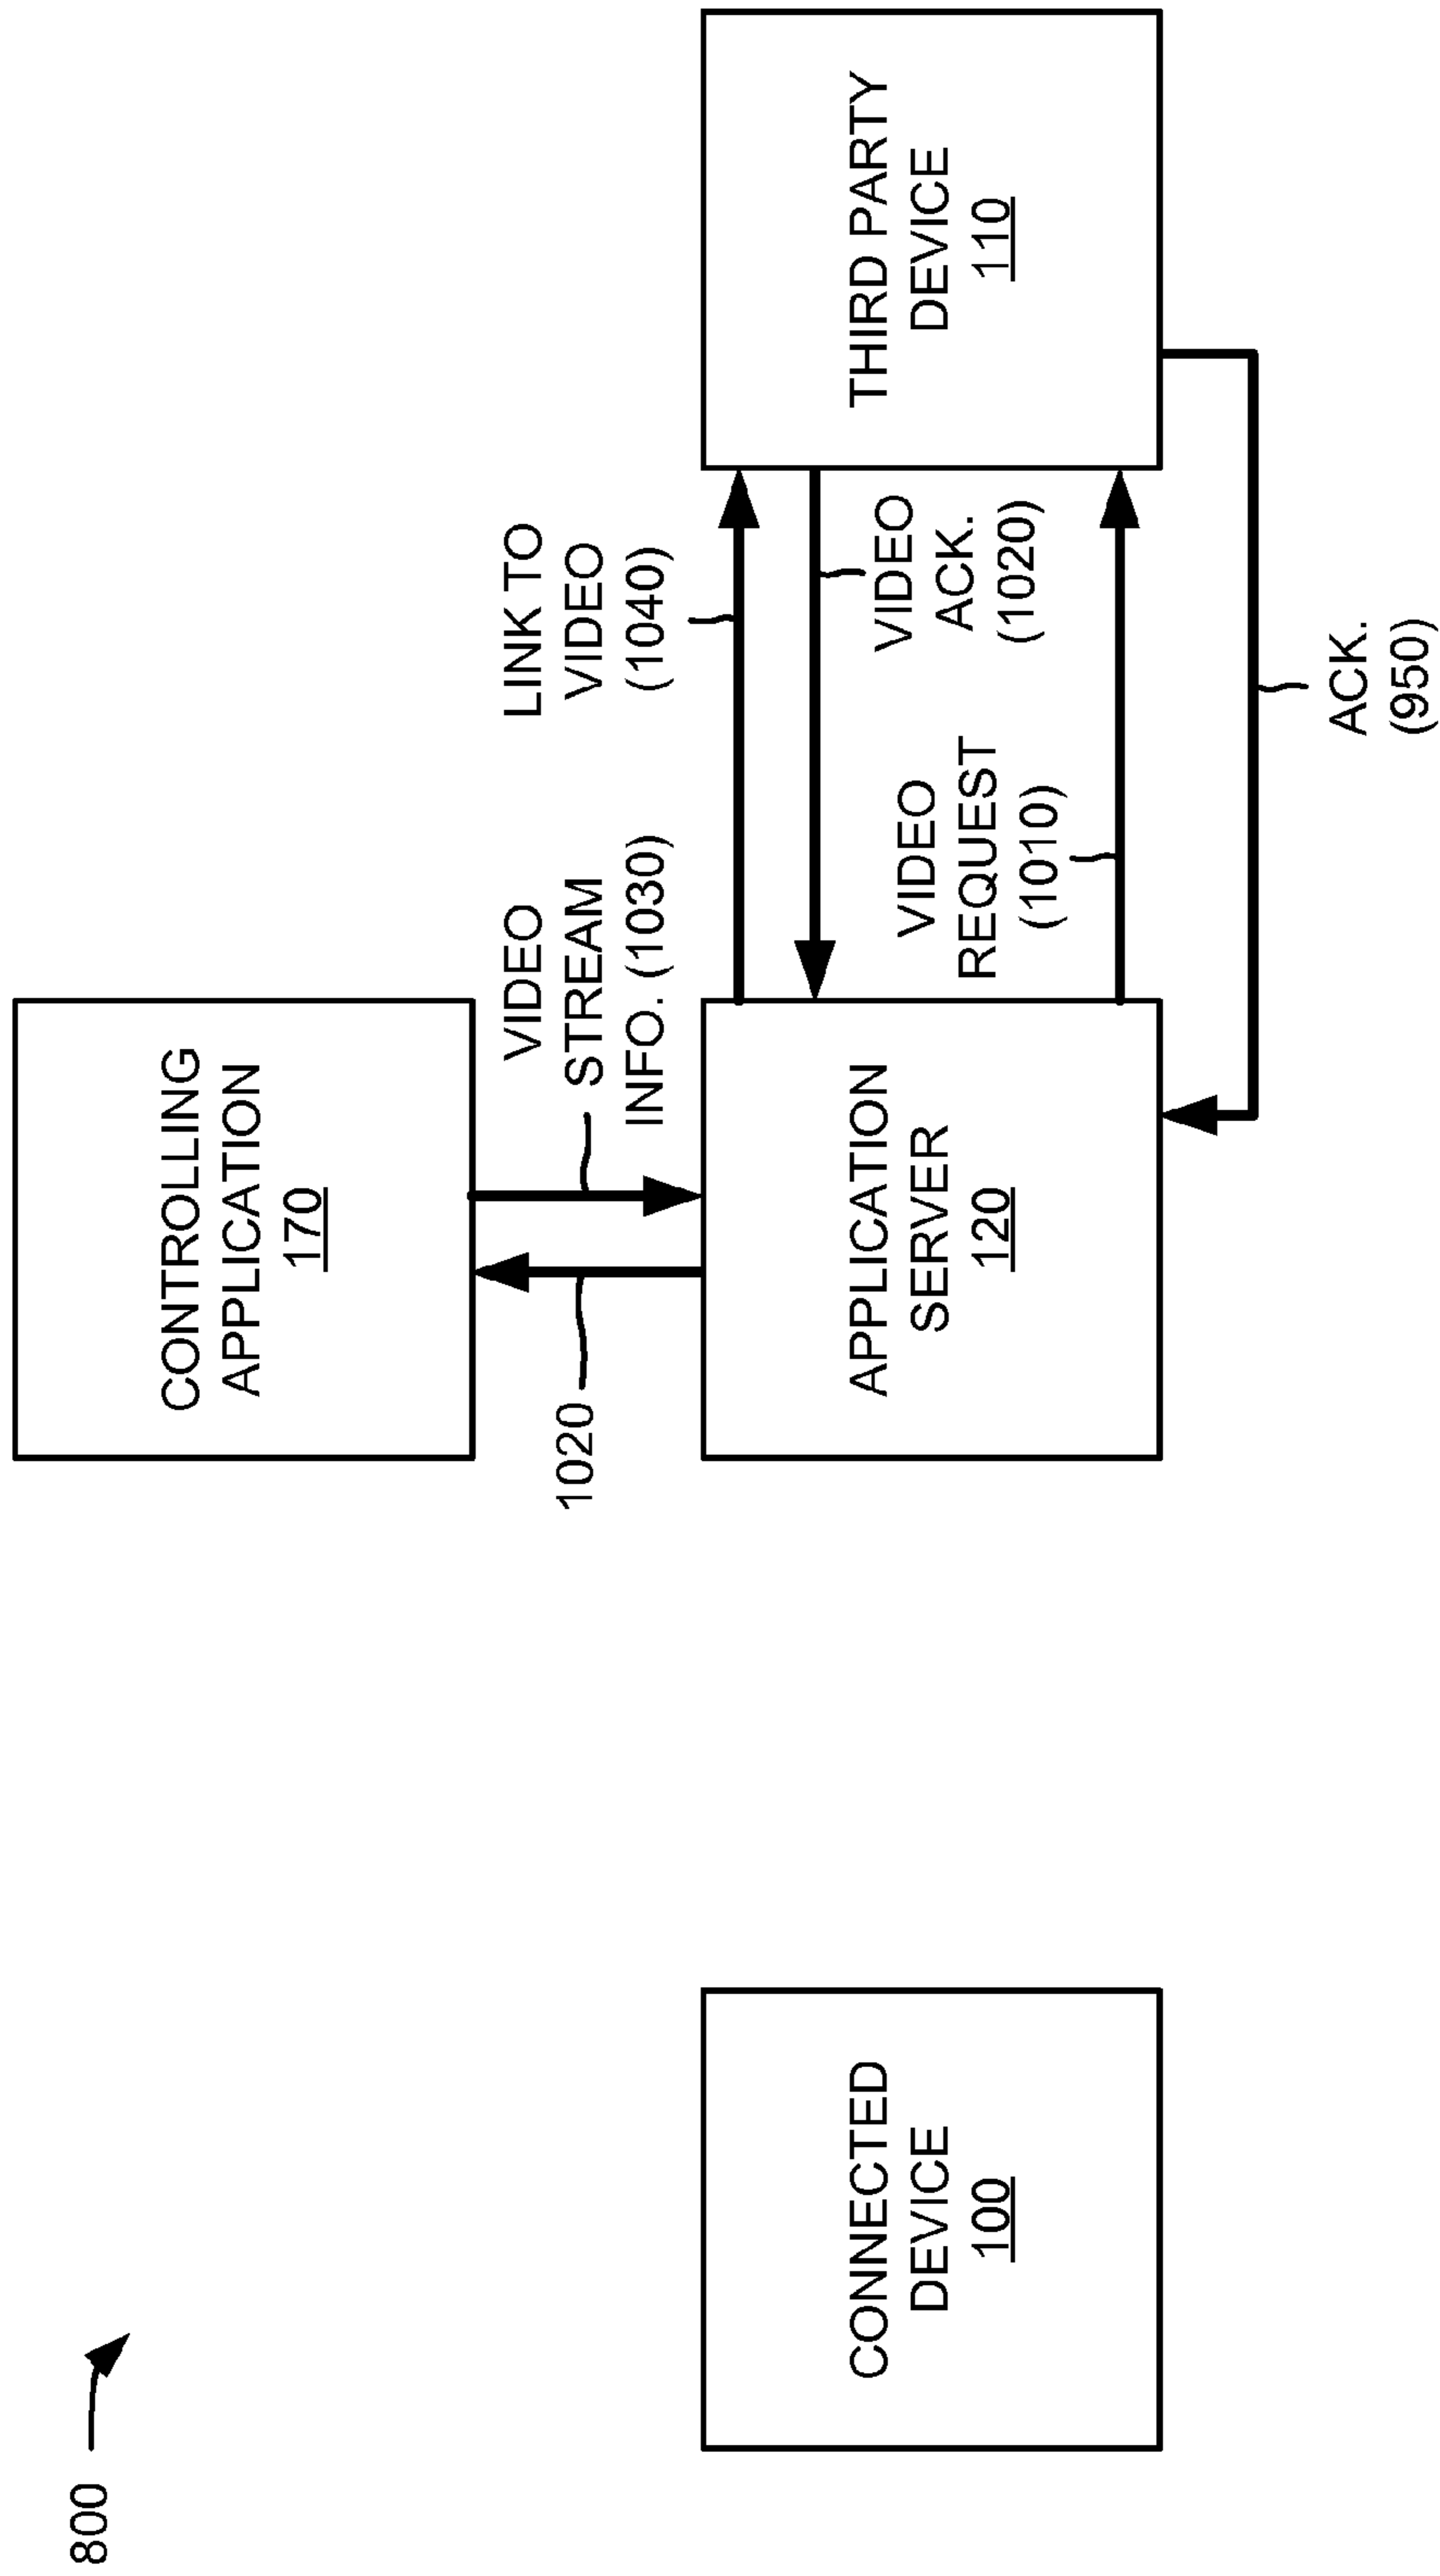 800
CONTROLLING
APPLICATION
170
1020
VIDEO
STREAM
INFO. (1030)
LINK TO
VIDEO
(1040)
CONNECTED
DEVICE
100
APPLICATION
SERVER
120
VIDEO
REQUEST
(1010)
VIDEO
ACK.
(1020)
THIRD PARTY
DEVICE
110
ACK.
(950)